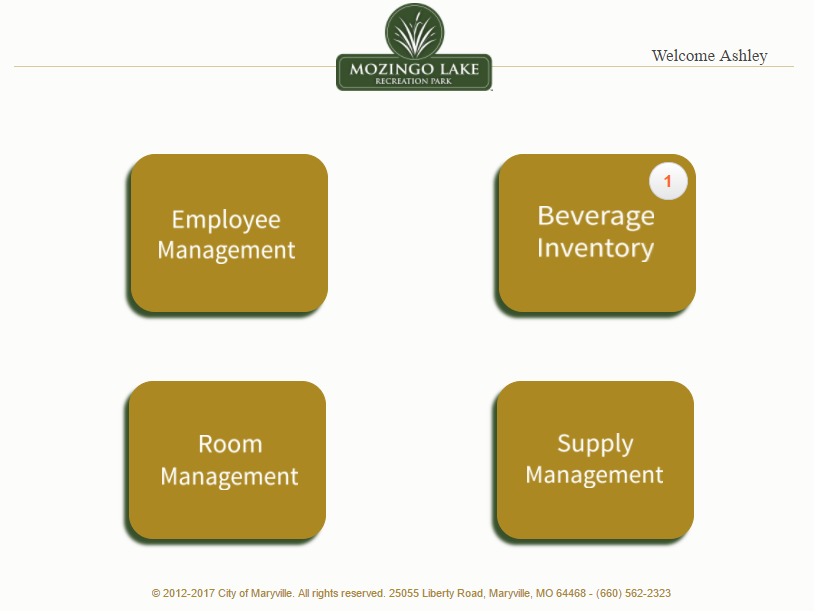 MOZINGO LAKE
RECREATION PARK
Welcome Ashley
Employee
Management
1
Beverage
Inventory
Room
Management
Supply
Management
© 2012-2017 City of Maryville. All rights reserved. 25055 Liberty Road, Maryville, MO 64468 - (660) 562-2323